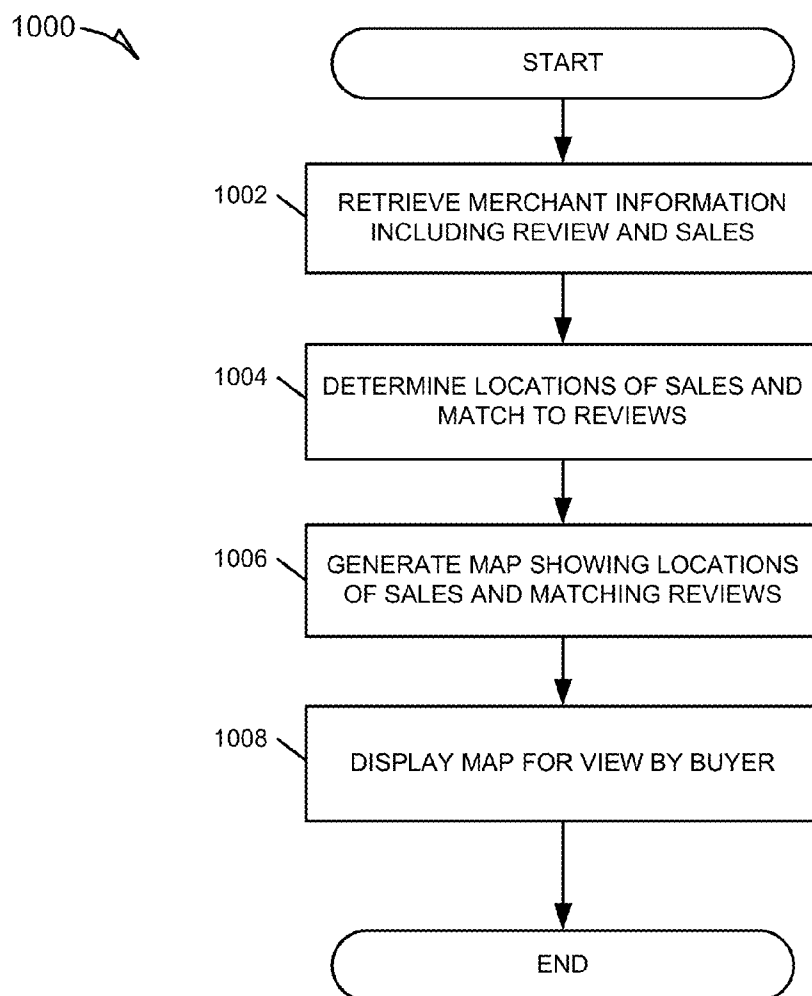 1000
START
1002
RETRIEVE MERCHANT INFORMATION
INCLUDING REVIEW AND SALES
1004
DETERMINE LOCATIONS OF SALES AND
MATCH TO REVIEWS
1006
GENERATE MAP SHOWING LOCATIONS
OF SALES AND MATCHING REVIEWS
1008
DISPLAY MAP FOR VIEW BY BUYER
END